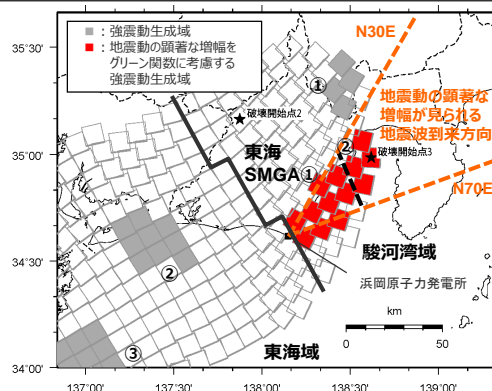 ■：強震動生成域
■：地震動の顕著な増幅を
グリーン関数に考慮する
強震動生成域
N30E
地震動の顕著な
増幅が見られる
地震波到来方向
N70E
①
★破壊開始点2
②
★破壊開始点3
東海
SMGA①
駿河湾域
浜岡原子力発電所
②
③
東海域
km
0 50
35°30'
35°00'
34°30'
34°00'
137°00' 137°30' 138°00' 138°30' 139°00'